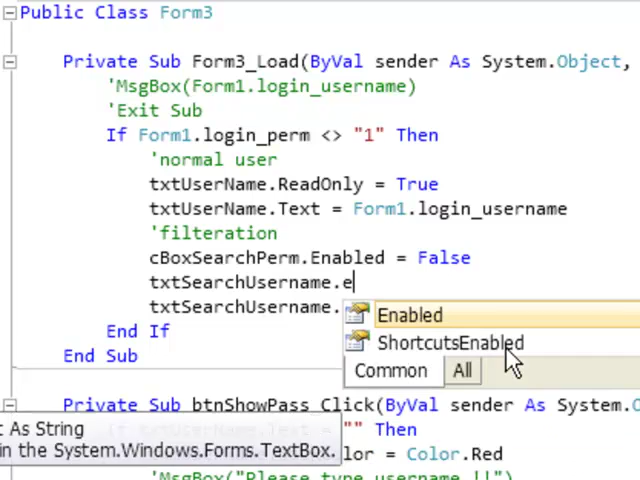 Public Class Form3
Private Sub Form3_Load(ByVal sender As System.Object,
'MsgBox(Form1.login_username)
'Exit Sub
If Form1.login_perm <> "1" Then
'normal user
txtUserName.ReadOnly = True
txtUserName.Text = Form1.login_username
'filteration
cBoxSearchPerm.Enabled = False
txtSearchUsername.e
txtSearchUsername.
Enabled
ShortcutsEnabled
Common All
End If
End Sub
Private Sub btnShowPass_Click(ByVal sender As System.O
t As String
"" Then
in the System.Windows.Forms.TextBox.
lor = Color.Red
'MsgBox("Please type username !!")